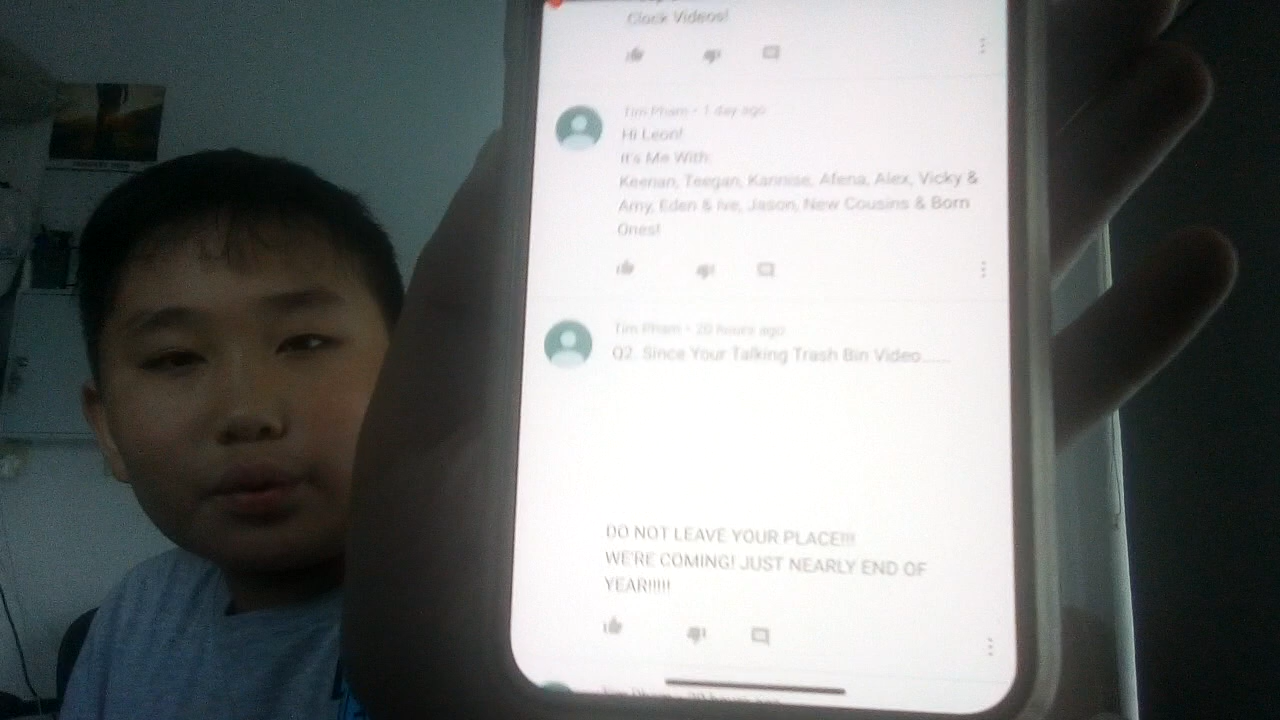 Clock Videos!
Tim Pham • 1 day ago
Hi Leon!
It's Me With:
Keenan, Teegan, Kannise, Afena, Alex, Vicky &
Amy, Eden & Ive, Jason, New Cousins & Born
Ones!
Tim Pham • 20 hours ago
Q2. Since Your Talking Trash Bin Video......
DO NOT LEAVE YOUR PLACE!!!
WE'RE COMING! JUST NEARLY END OF
YEAR!!!!!